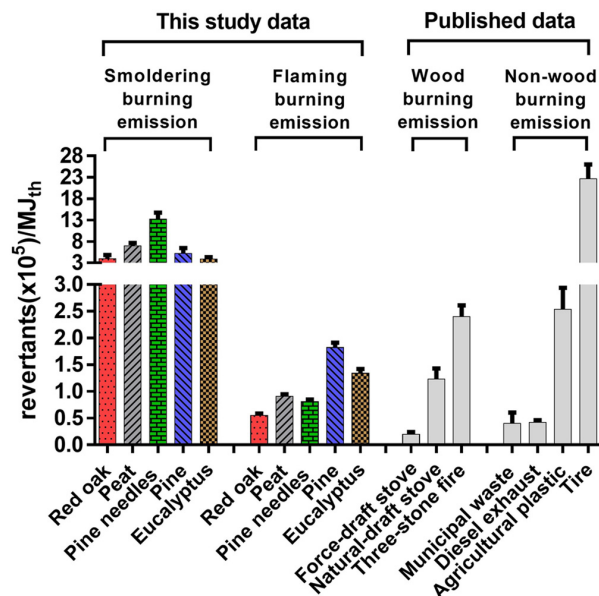 This study data
Published data
Smoldering
burning
emission
Flaming
burning
emission
Wood
burning
emission
Non-wood
burning
emission
revertants(x10⁵)/MJth
28
23
18
13
8
3
3.0
2.5
2.0
1.5
1.0
0.5
0.0
Red oak
Peat
Pine needles
Pine
Eucalyptus
Red oak
Peat
Pine needles
Pine
Eucalyptus
Force-draft stove
Natural-draft stove
Three-stone fire
Municipal waste
Diesel exhaust
Agricultural plastic
Tire